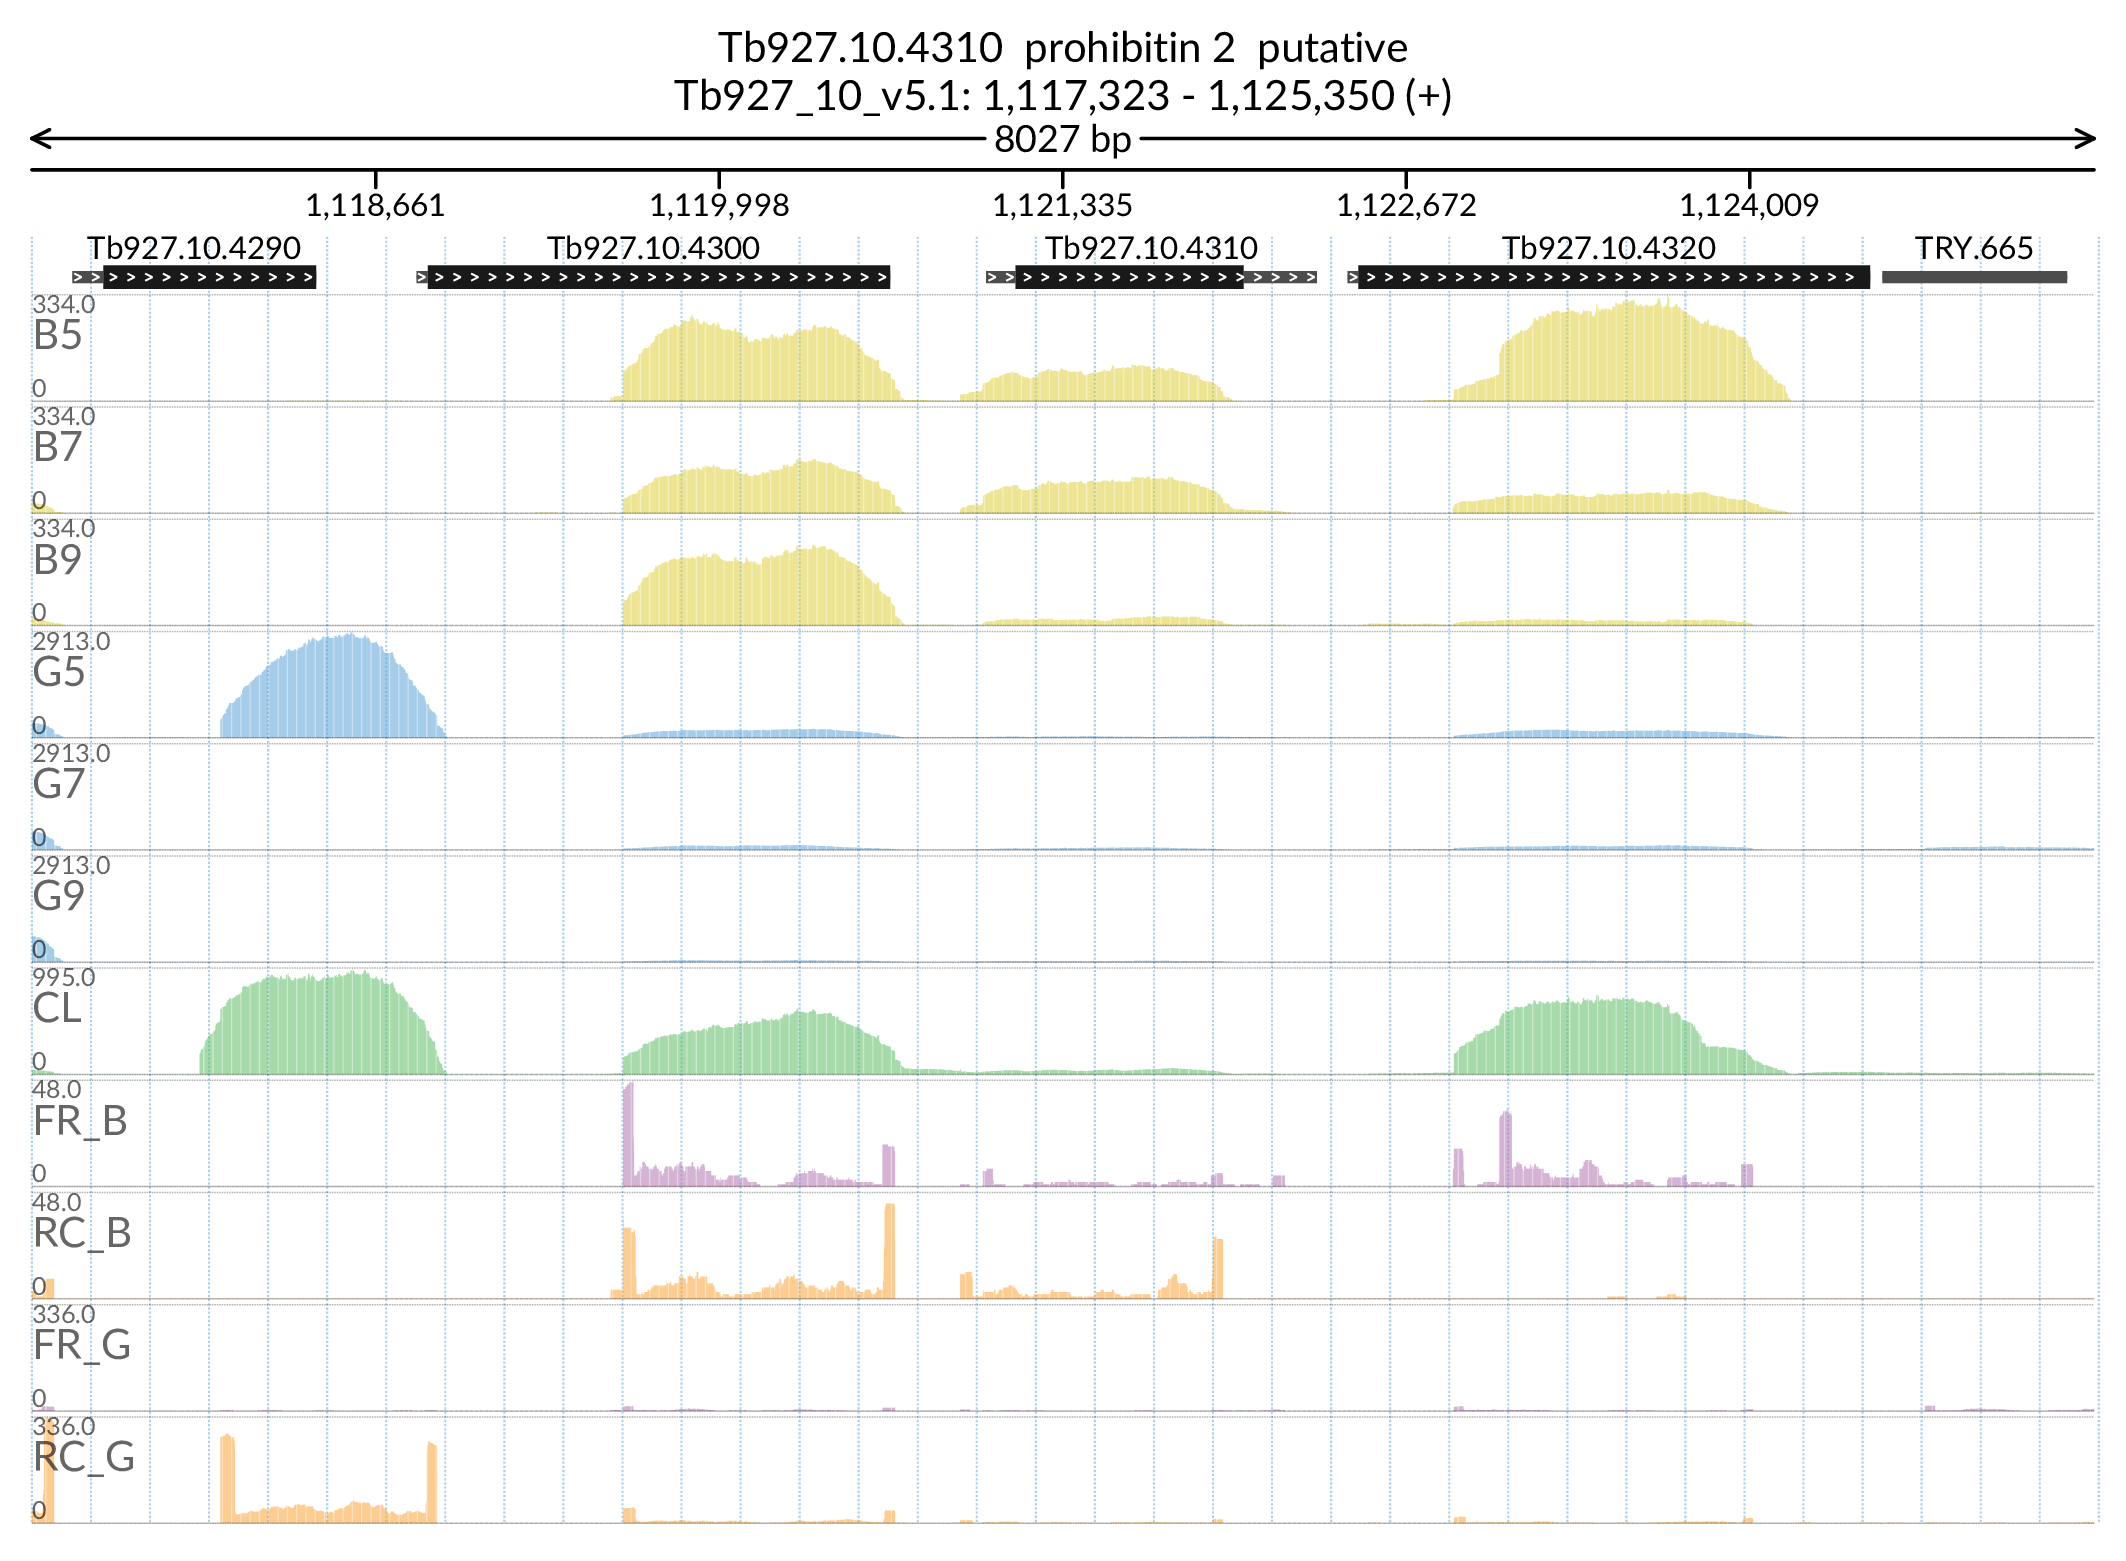 Tb927.10.4310  prohibitin 2  putative
Tb927_10_v5.1: 1,117,323 - 1,125,350 (+)
8027 bp
1,118,661 1,119,998 1,121,335 1,122,672 1,124,009
Tb927.10.4290 Tb927.10.4300 Tb927.10.4310 Tb927.10.4320 TRY.665
334.0
B5
0
334.0
B7
0
334.0
B9
0
2913.0
G5
0
2913.0
G7
0
2913.0
G9
0
995.0
CL
0
48.0
FR_B
0
48.0
RC_B
0
336.0
FR_G
0
336.0
RC_G
0